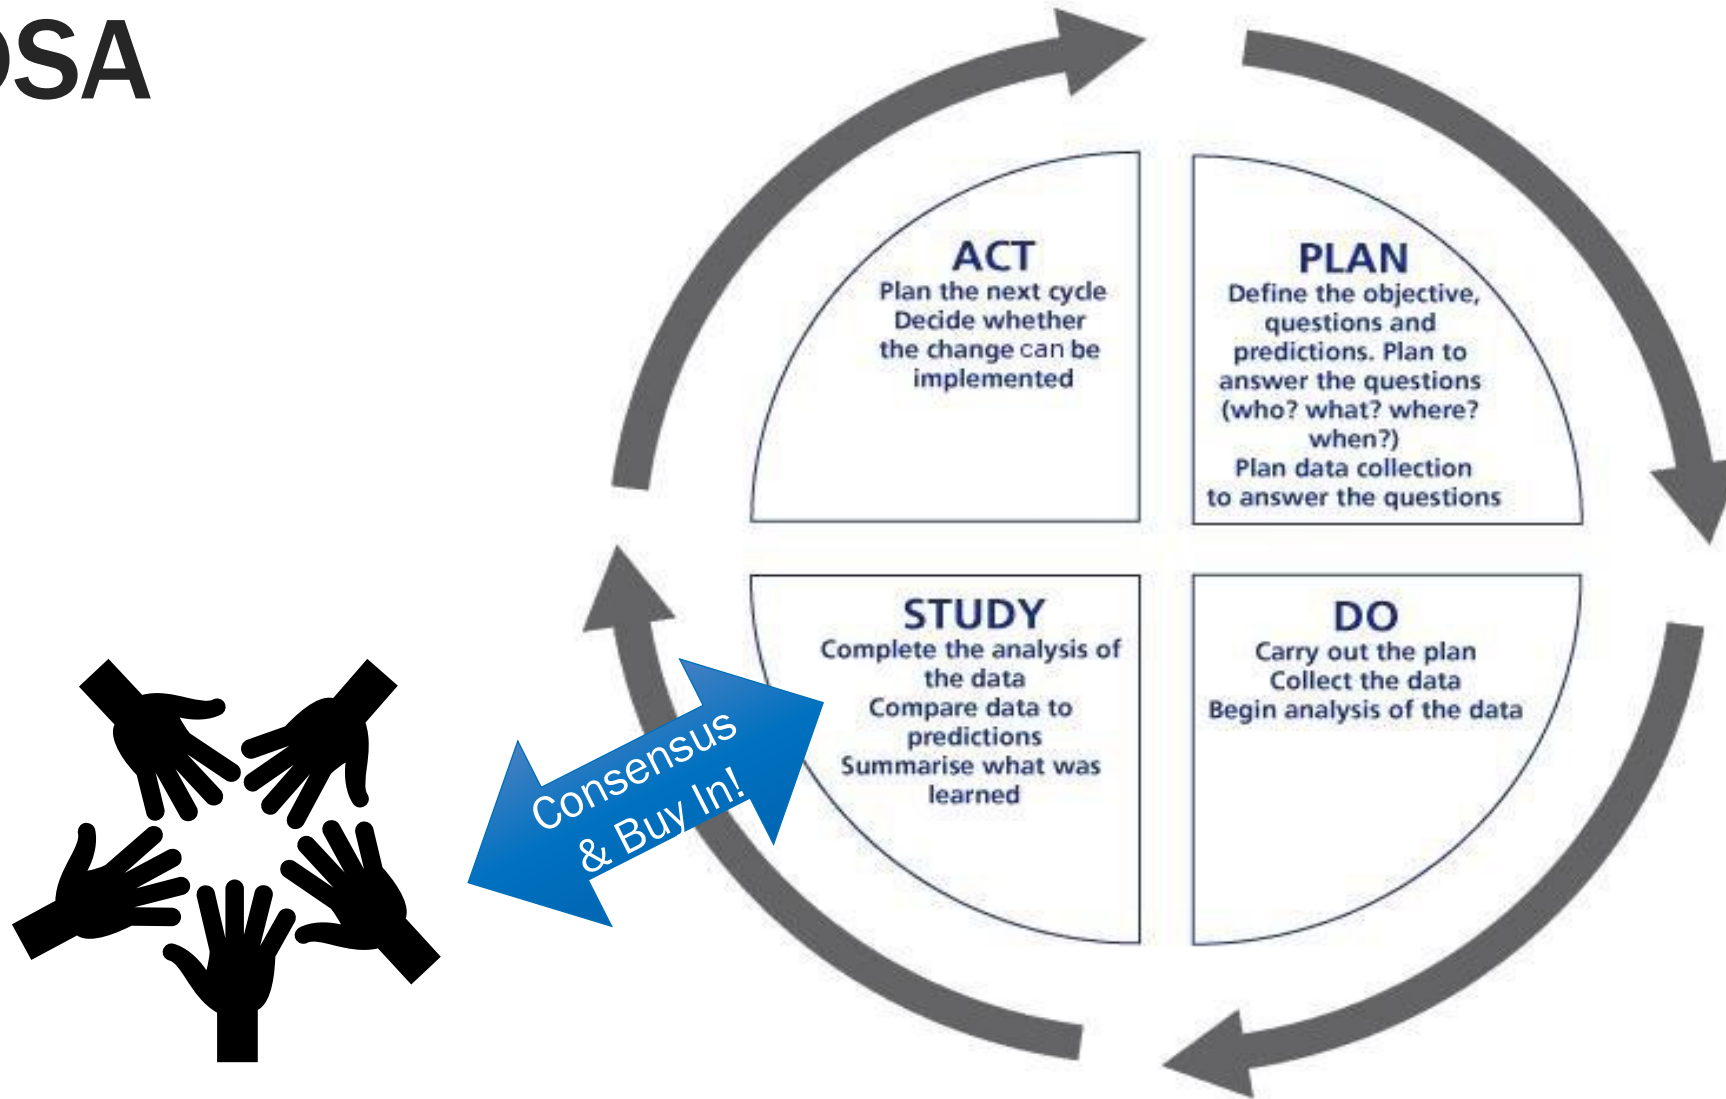 DSA
ACT
Plan the next cycle
Decide whether
the change can be
implemented
PLAN
Define the objective,
questions and
predictions. Plan to
answer the questions
(who? what? where?
when?)
Plan data collection
to answer the questions
STUDY
Complete the analysis of
the data
Compare data to
predictions
Summarise what was
learned
DO
Carry out the plan
Collect the data
Begin analysis of the data
Consensus
& Buy In!